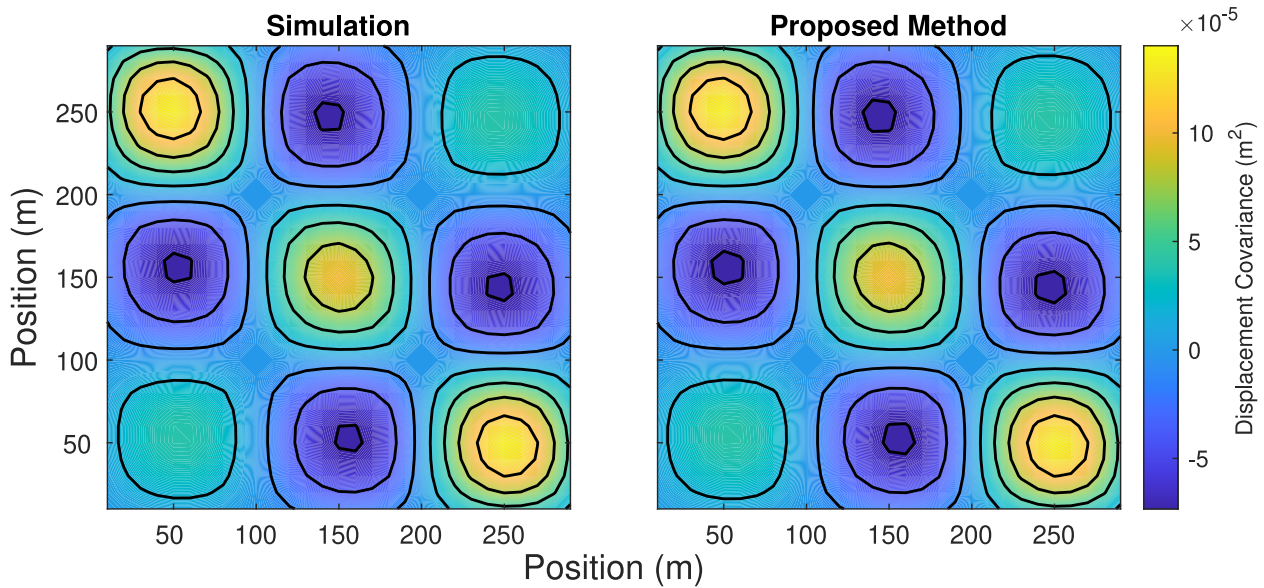 Simulation
Proposed Method
×10⁻⁵
250
200
150
100
50
Position (m)
50 100 150 200 250
50 100 150 200 250
Position (m)
10
5
0
-5
Displacement Covariance (m²)